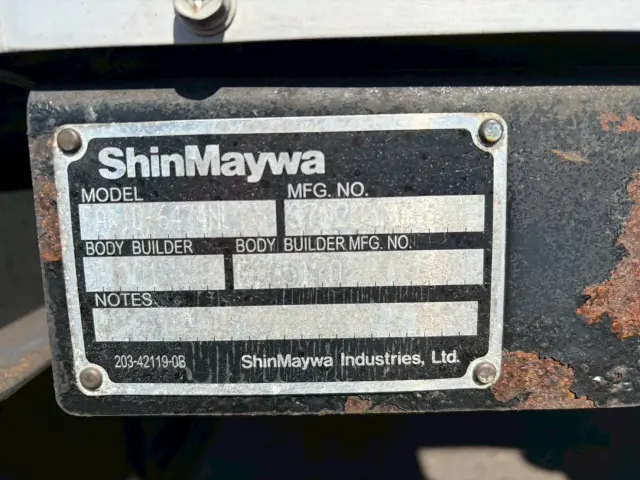 ShinMaywa
MODEL MFG. NO.
BODY BUILDER BODY BUILDER MFG. NO.
NOTES.
203-42119-0B ShinMaywa Industries, Ltd.